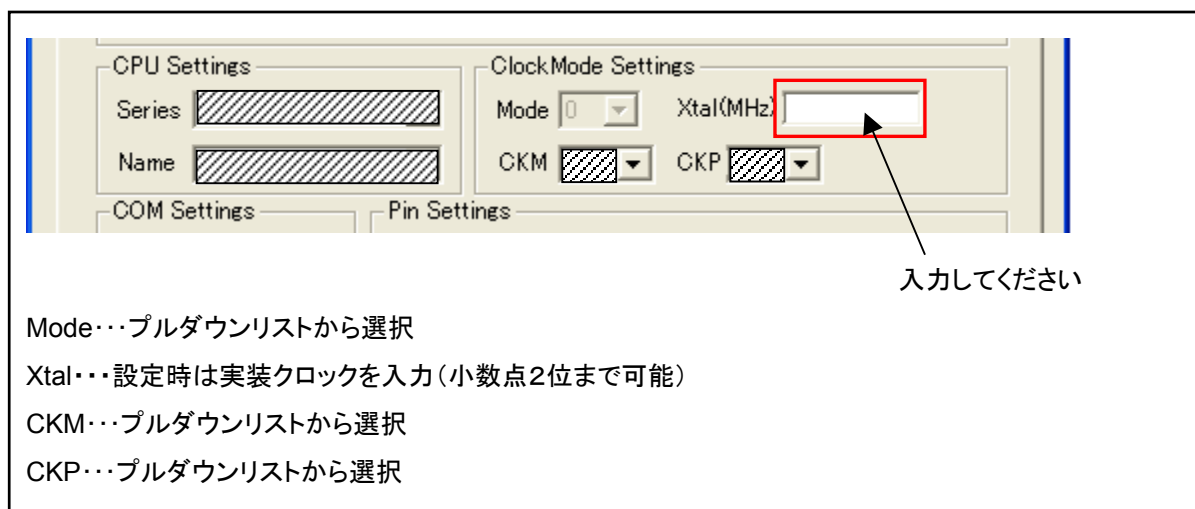 CPU Settings ClockMode Settings
Series Mode 0 Xtal(MHz)
Name CKM CKP
COM Settings Pin Settings
入力してください
Mode･･･プルダウンリストから選択
Xtal･･･設定時は実装クロックを入力(小数点２位まで可能)
CKM･･･プルダウンリストから選択
CKP･･･プルダウンリストから選択